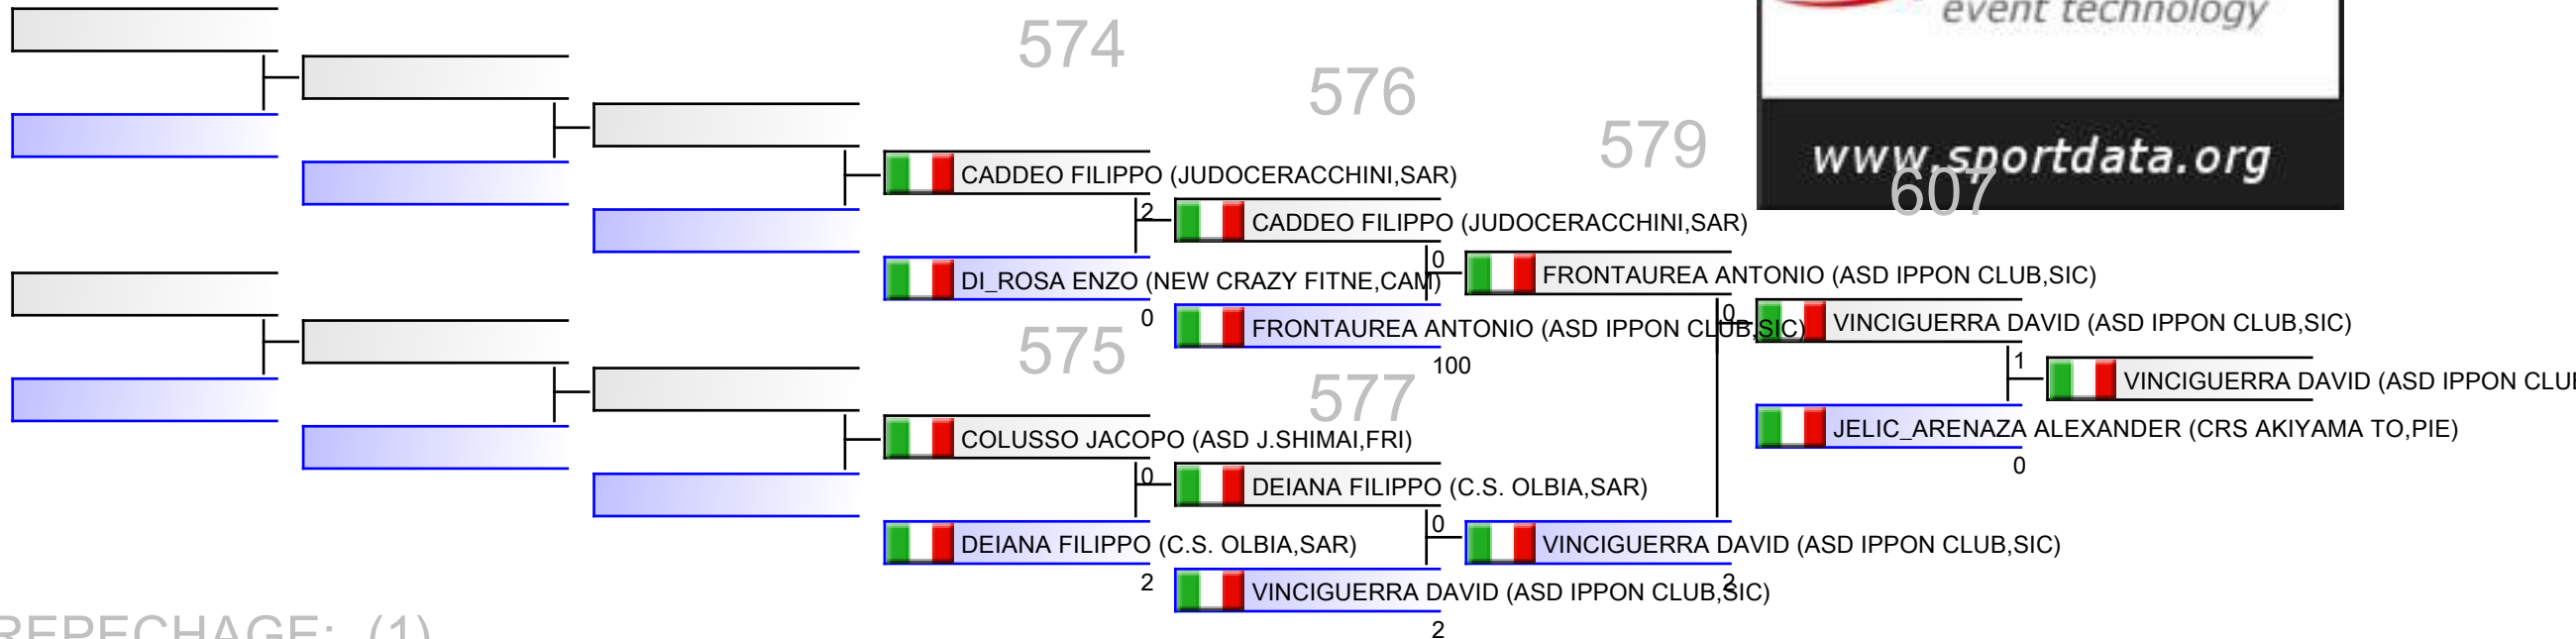 event technology
574
576
579
www.sportdata.org
607
CADDEO FILIPPO (JUDOCERACCHINI,SAR)
2
CADDEO FILIPPO (JUDOCERACCHINI,SAR)
0
FRONTAUREA ANTONIO (ASD IPPON CLUB,SIC)
DI_ROSA ENZO (NEW CRAZY FITNE,CAM)
0
FRONTAUREA ANTONIO (ASD IPPON CLUB,SIC)
100
0
VINCIGUERRA DAVID (ASD IPPON CLUB,SIC)
1
VINCIGUERRA DAVID (ASD IPPON CLU
JELIC_ARENAZA ALEXANDER (CRS AKIYAMA TO,PIE)
0
575
577
COLUSSO JACOPO (ASD J.SHIMAI,FRI)
0
DEIANA FILIPPO (C.S. OLBIA,SAR)
0
VINCIGUERRA DAVID (ASD IPPON CLUB,SIC)
2
DEIANA FILIPPO (C.S. OLBIA,SAR)
2
VINCIGUERRA DAVID (ASD IPPON CLUB,SIC)
2
REPECHAGE: (1)